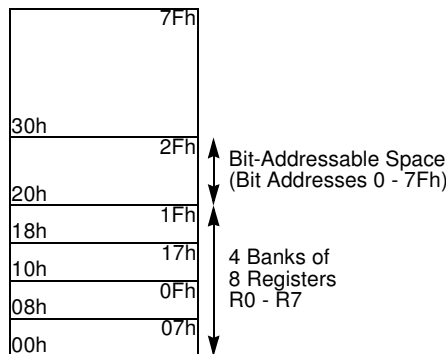 7Fh
30h
2Fh
Bit-Addressable Space
(Bit Addresses 0 - 7Fh)
20h
1Fh
18h
17h
4 Banks of
8 Registers
R0 - R7
10h
0Fh
08h
07h
00h